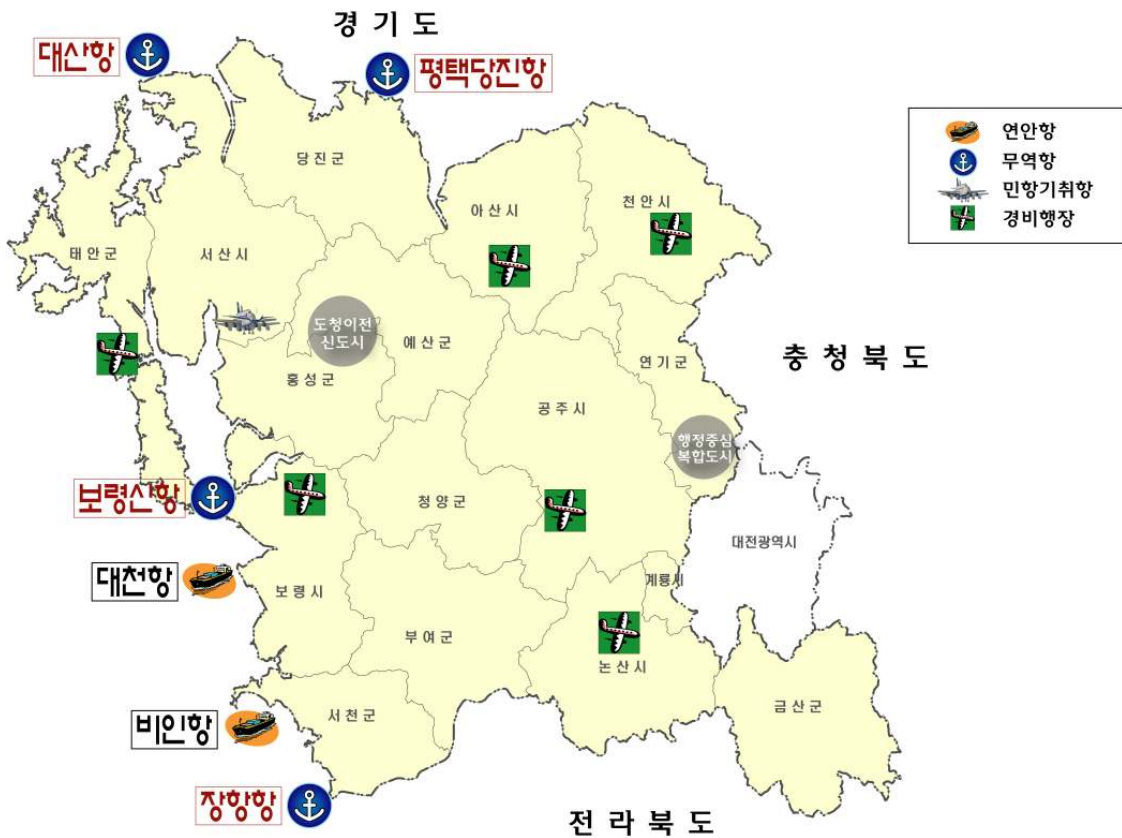 경 기 도
대산항
평택당진항
연안항
무역항
민항기취항
경비행장
당 진 군
아 산 시
천 안 시
태 안 군
서 산 시
도청이전
신도시
예 산 군
연 기 군
충 청 북 도
홍 성 군
공 주 시
행정중심
복합도시
보령신항
청 양 군
대전광역시
대천항
보 령 시
계룡시
부 여 군
논 산 시
비인항
서 천 군
금 산 군
장항항
전 라 북 도